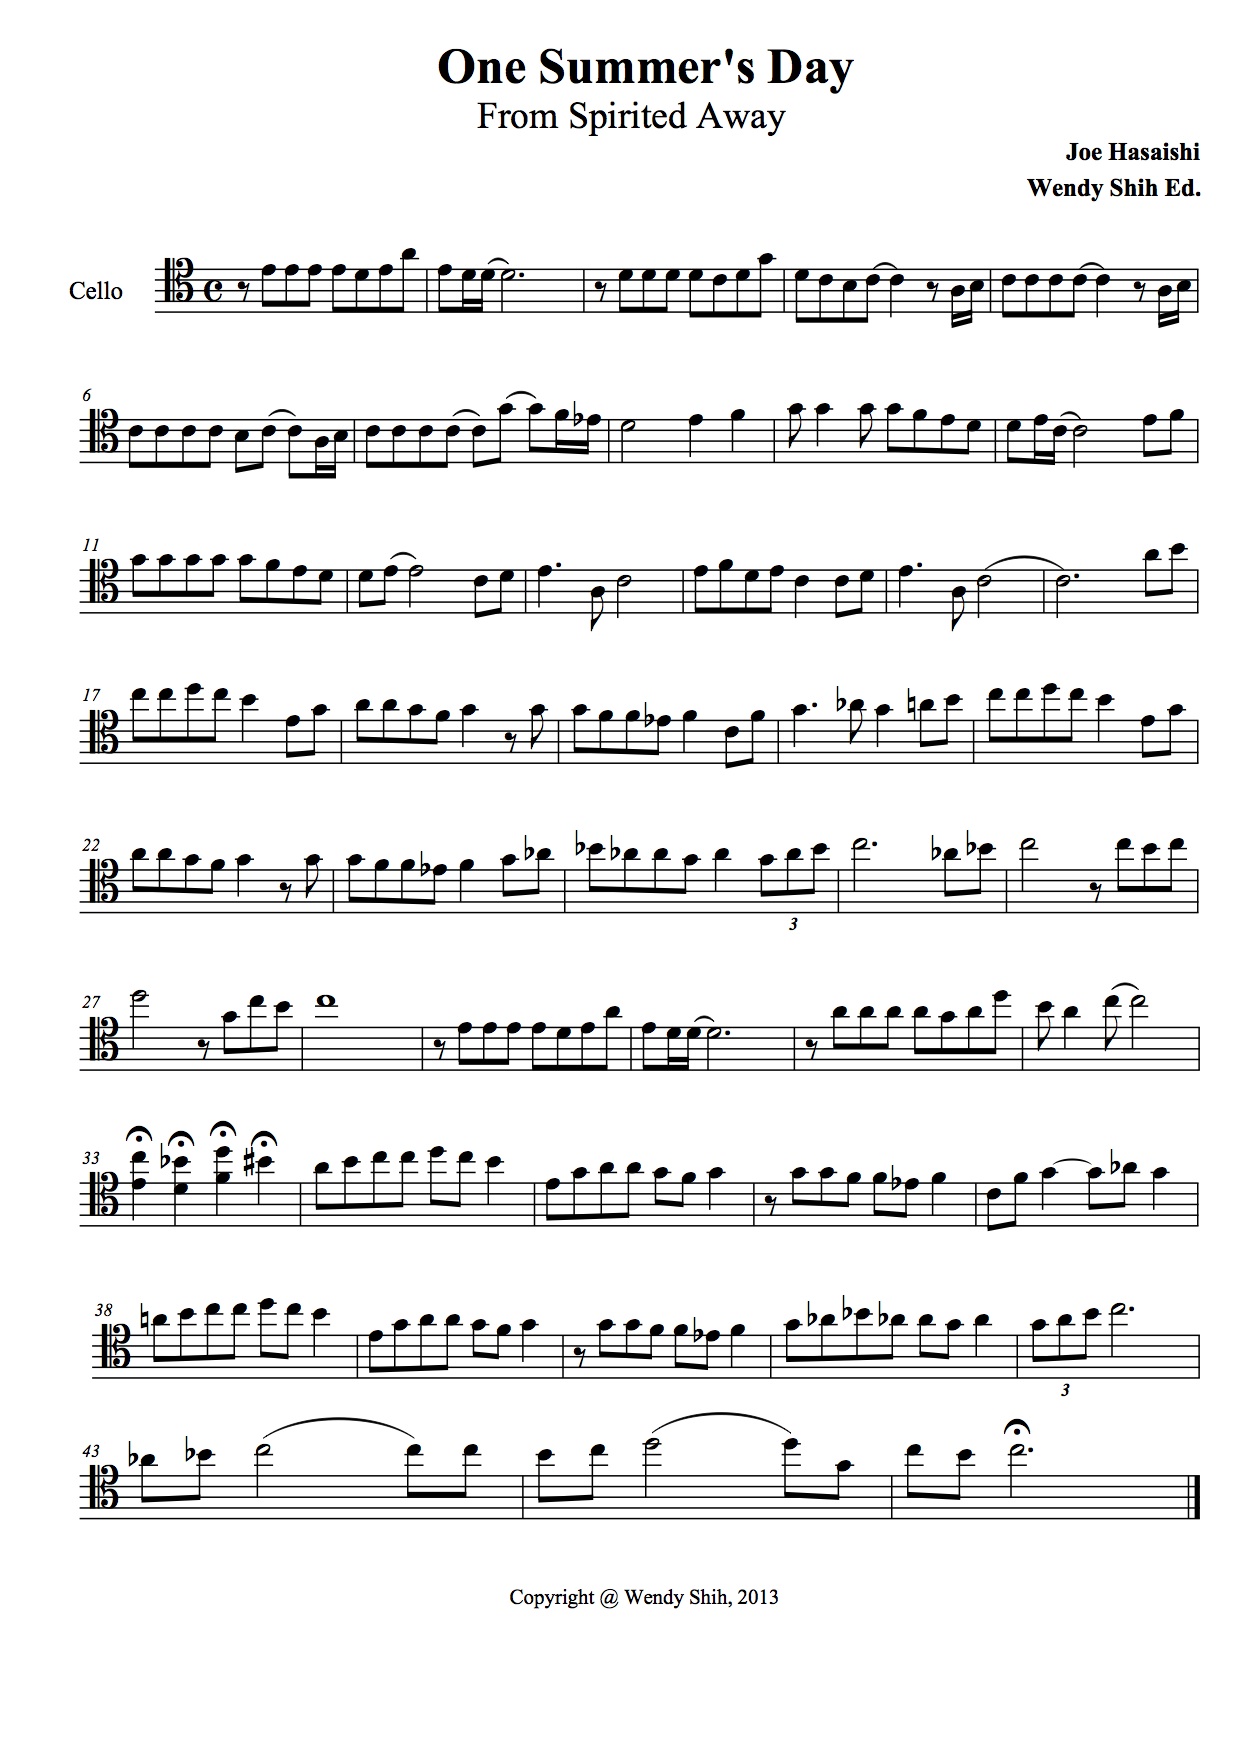 One Summer's Day
From Spirited Away
Joe Hasaishi
Wendy Shih Ed.
Cello
6
11
17
22
3
27
33
38
3
43
Copyright @ Wendy Shih, 2013